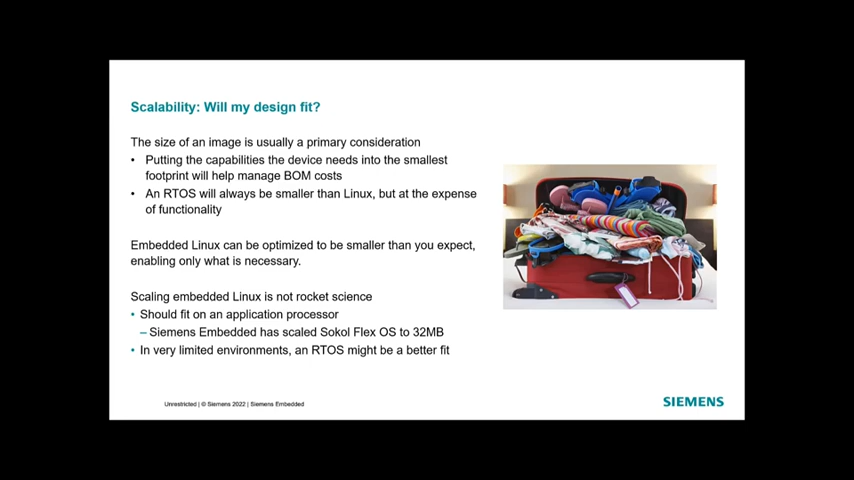 Scalability: Will my design fit?
The size of an image is usually a primary consideration
• Putting the capabilities the device needs into the smallest
footprint will help manage BOM costs
• An RTOS will always be smaller than Linux, but at the expense
of functionality
Embedded Linux can be optimized to be smaller than you expect,
enabling only what is necessary.
Scaling embedded Linux is not rocket science
• Should fit on an application processor
– Siemens Embedded has scaled Sokol Flex OS to 32MB
• In very limited environments, an RTOS might be a better fit
Unrestricted | © Siemens 2022 | Siemens Embedded
SIEMENS